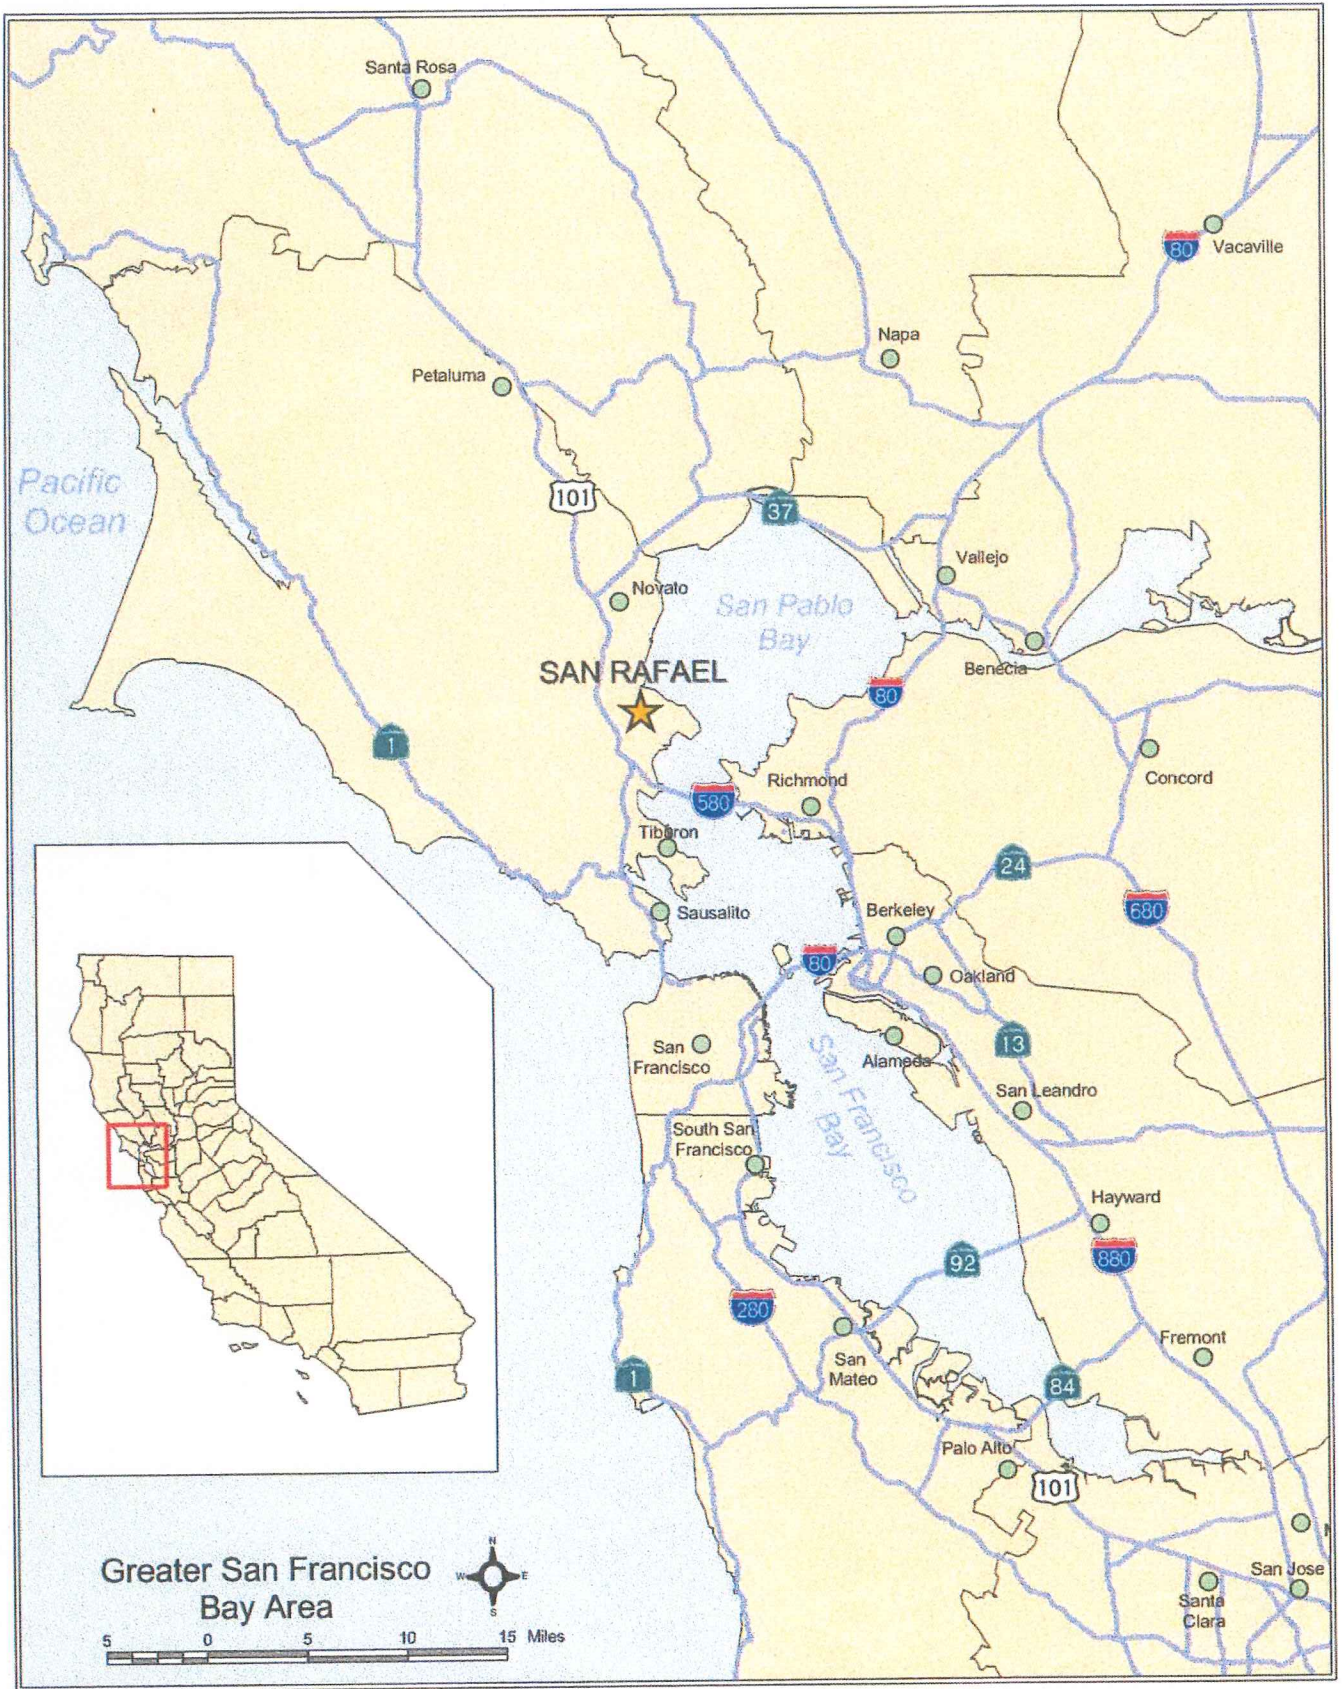 Santa Rosa
80
Vacaville
Napa
Petaluma
Pacific
Ocean
101
37
Vallejo
Novato
San Pablo
Bay
SAN RAFAEL
Benecia
80
1
Richmond
Concord
580
Tiburon
24
Berkeley
680
Sausalito
80
Oakland
San
Francisco
Alameda
13
San Francisco
Bay
San Leandro
South San
Francisco
Hayward
92
880
280
Fremont
San
Mateo
1
84
Palo Alto
101
San Jose
Santa
Clara
Greater San Francisco
Bay Area
N
W
E
S
5 0 5 10 15 Miles